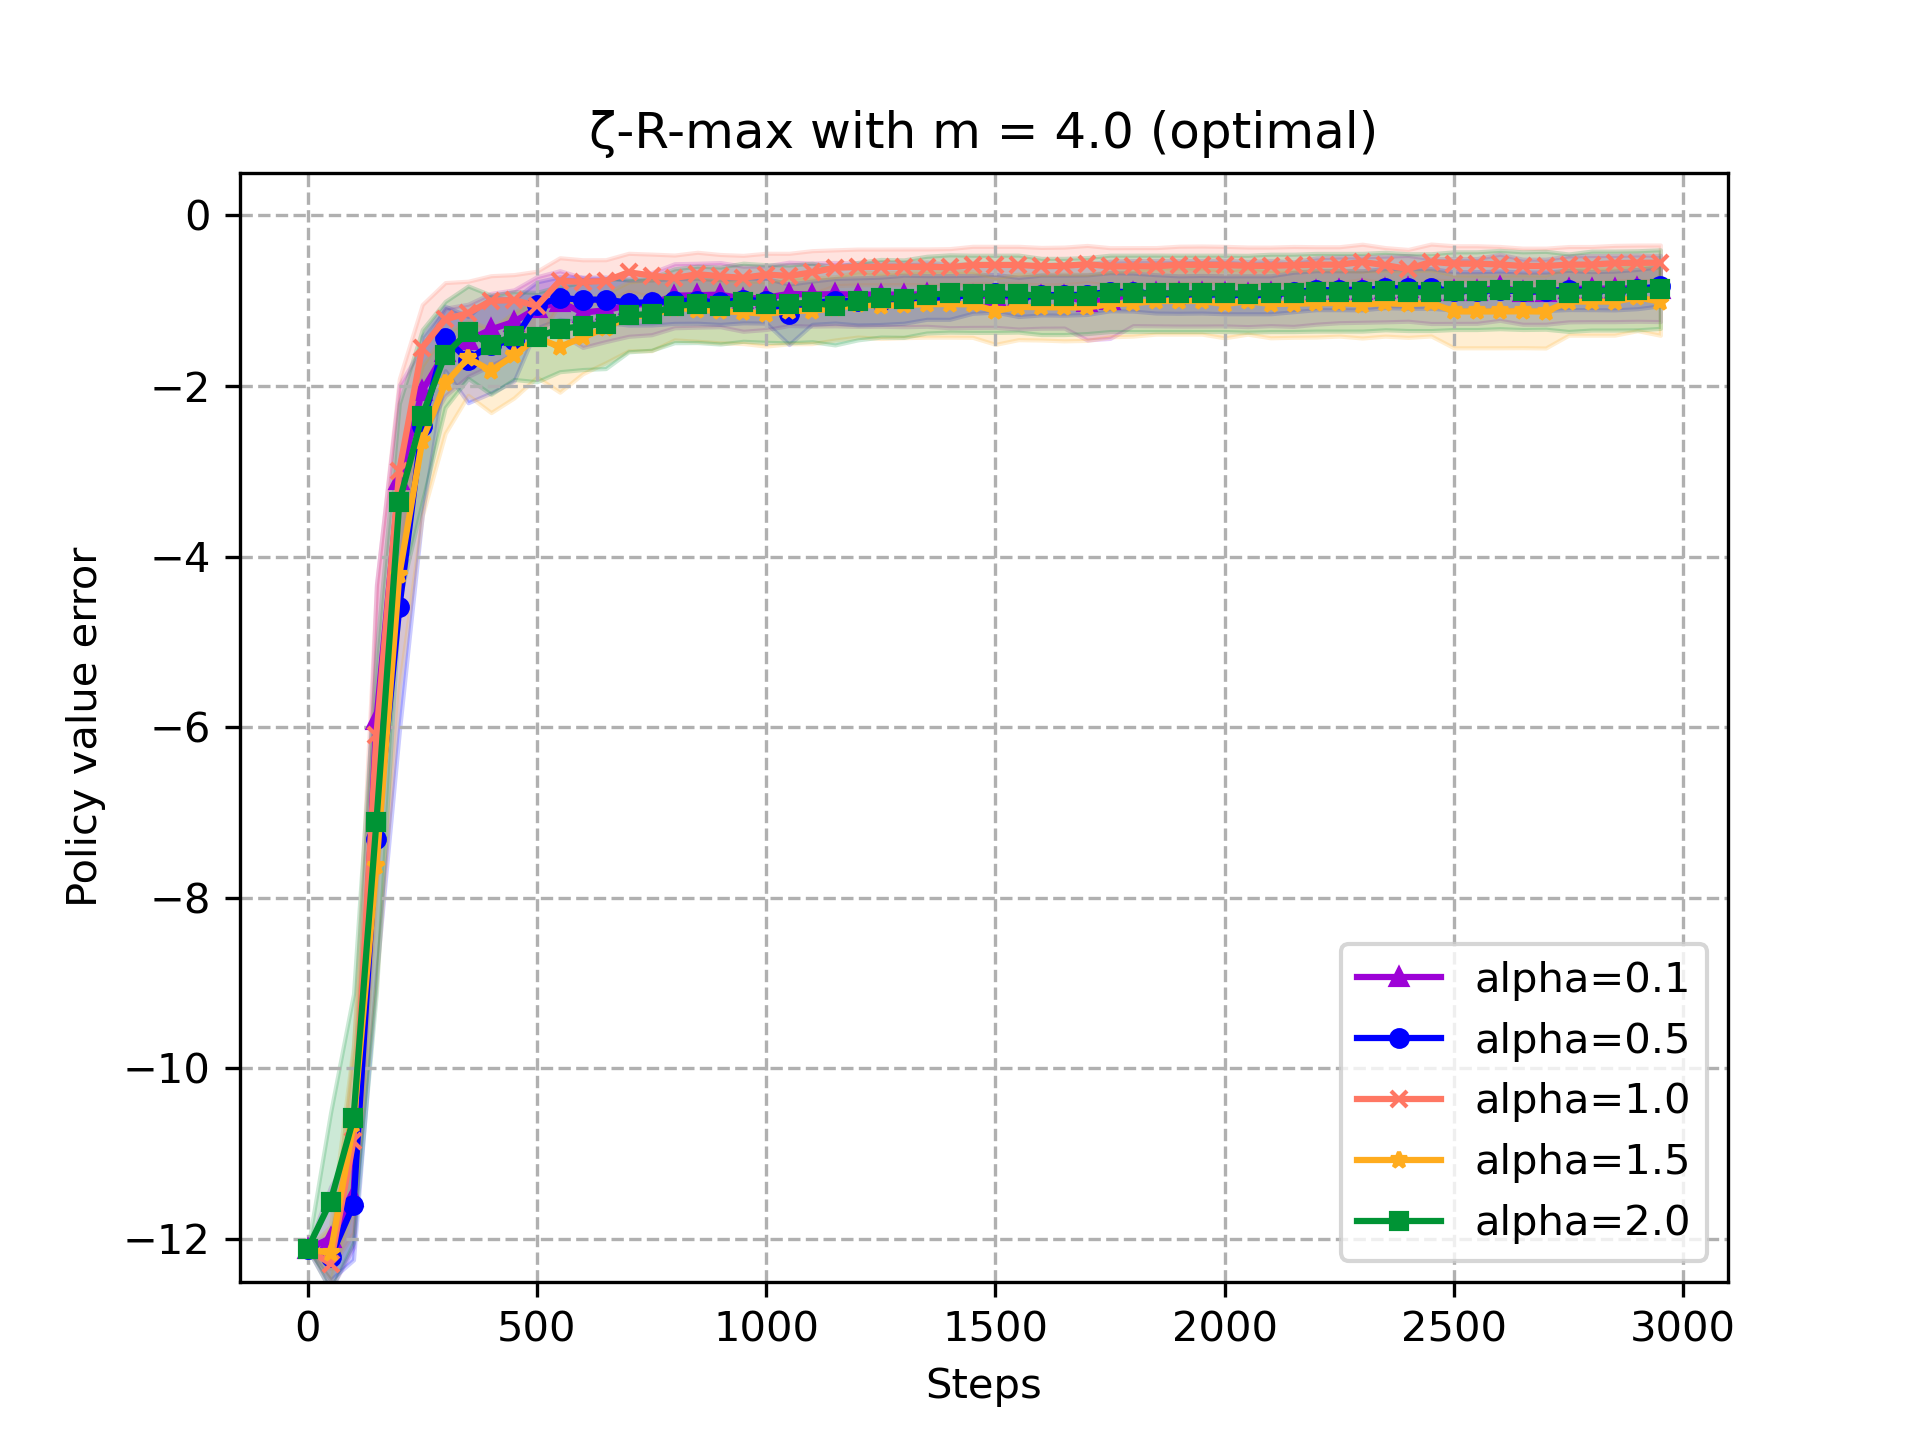 ζ-R-max with m = 4.0 (optimal)
0
−2
−4
−6
−8
−10
−12
Policy value error
alpha=0.1
alpha=0.5
alpha=1.0
alpha=1.5
alpha=2.0
0 500 1000 1500 2000 2500 3000
Steps